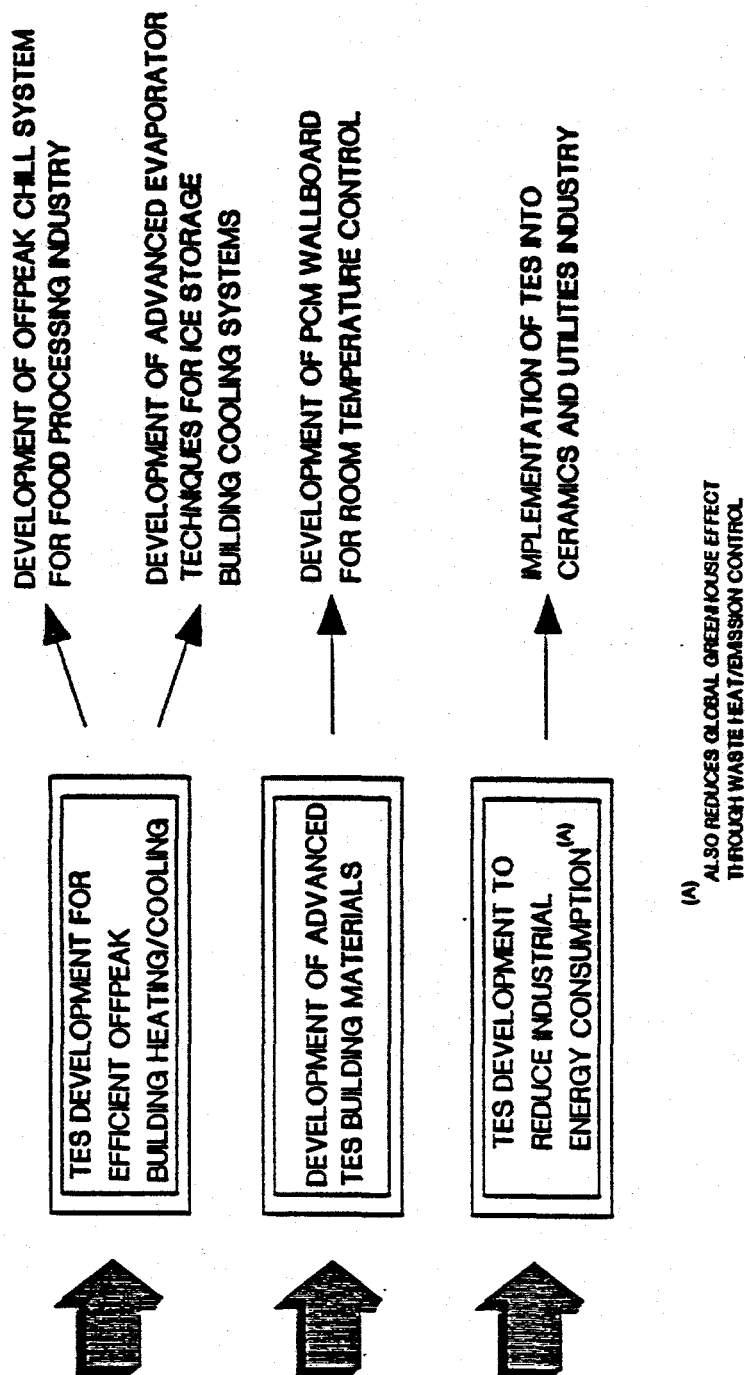 TES DEVELOPMENT FOR
EFFICIENT OFFPEAK
BUILDING HEATING/COOLING
DEVELOPMENT OF OFFPEAK CHILL SYSTEM
FOR FOOD PROCESSING INDUSTRY
DEVELOPMENT OF ADVANCED EVAPORATOR
TECHNIQUES FOR ICE STORAGE
BUILDING COOLING SYSTEMS
DEVELOPMENT OF ADVANCED
TES BUILDING MATERIALS
DEVELOPMENT OF PCM WALLBOARD
FOR ROOM TEMPERATURE CONTROL
TES DEVELOPMENT TO
REDUCE INDUSTRIAL
ENERGY CONSUMPTION(A)
IMPLEMENTATION OF TES INTO
CERAMICS AND UTILITIES INDUSTRY
(A)
ALSO REDUCES GLOBAL GREENHOUSE EFFECT
THROUGH WASTE HEAT/EMISSION CONTROL